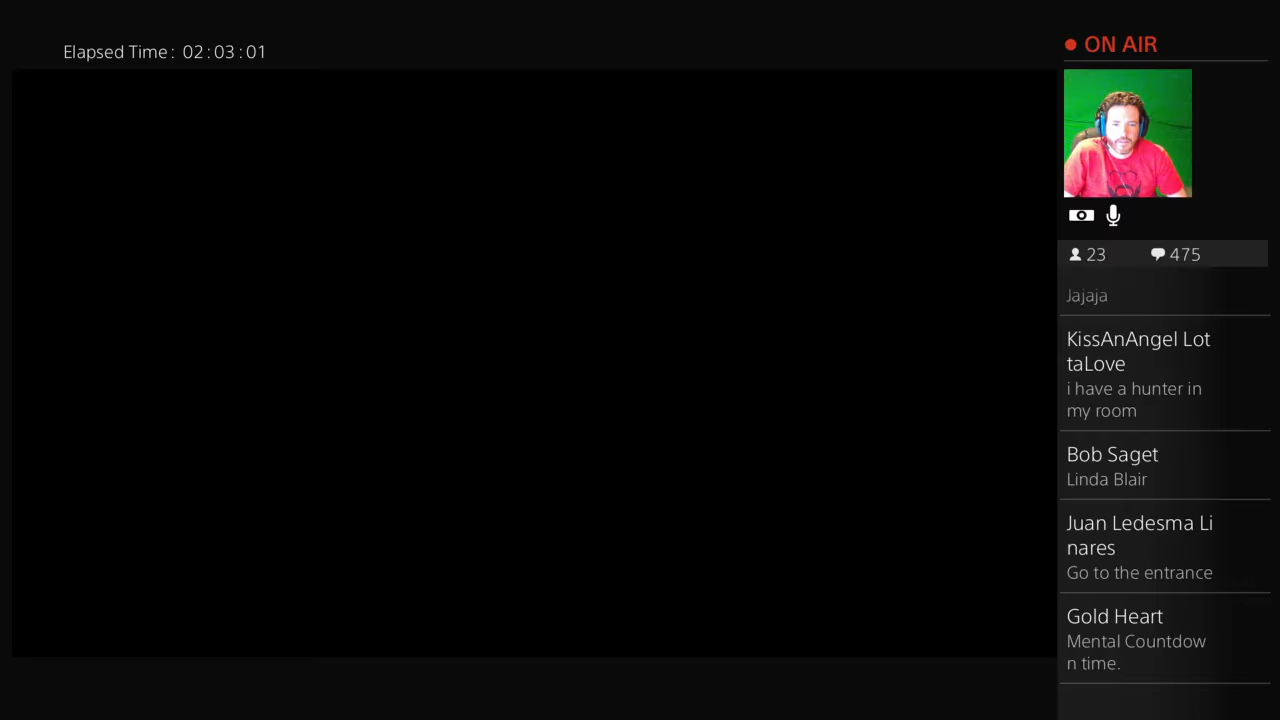 Elapsed Time: 02:03:01
ON AIR
23 475
Jajaja
KissAnAngel Lot
taLove
i have a hunter in
my room
Bob Saget
Linda Blair
Juan Ledesma Li
nares
Go to the entrance
Gold Heart
Mental Countdow
n time.